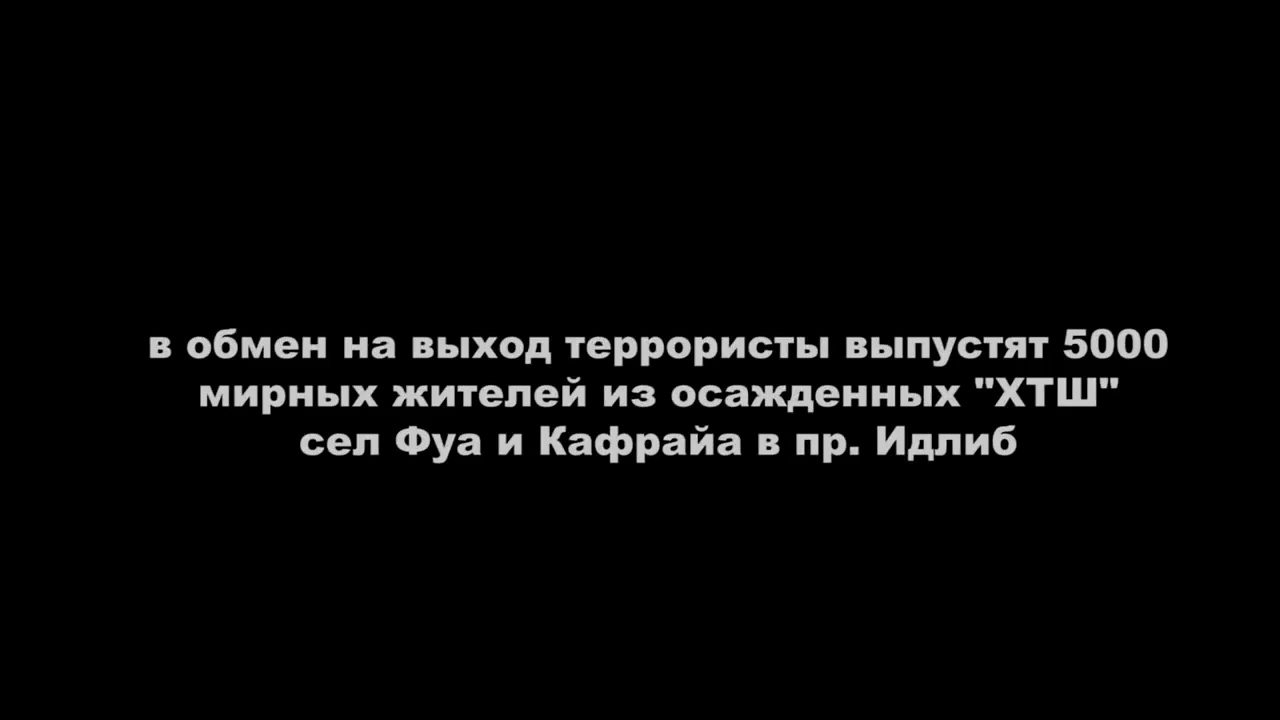 в обмен на выход террористы выпустят 5000
мирных жителей из осажденных "ХТШ"
сел Фуа и Кафрайа в пр. Идлиб